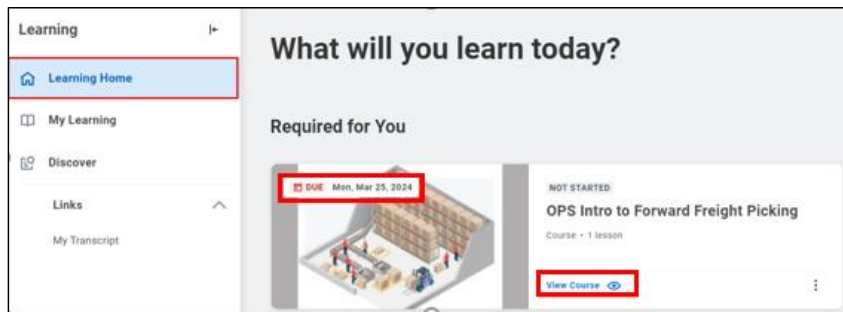 Learning
Learning Home
My Learning
Discover
Links
My Transcript
What will you learn today?
Required for You
DUE Mon, Mar 25, 2024
NOT STARTED
OPS Intro to Forward Freight Picking
Course • 1 lesson
View Course